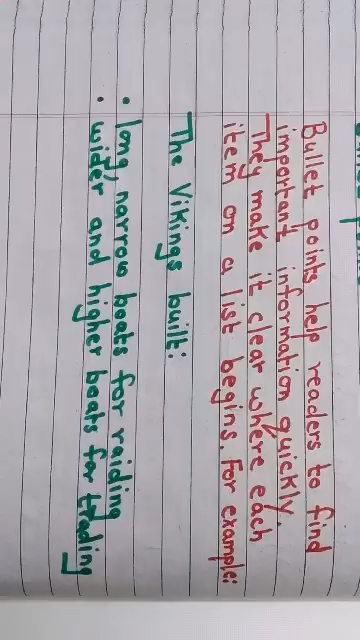 Bullet points help readers to find
important information quickly.
They make it clear where each
item on a list begins. For example:
The Vikings built:
• long, narrow boats for raiding
• wider and higher boats for trading